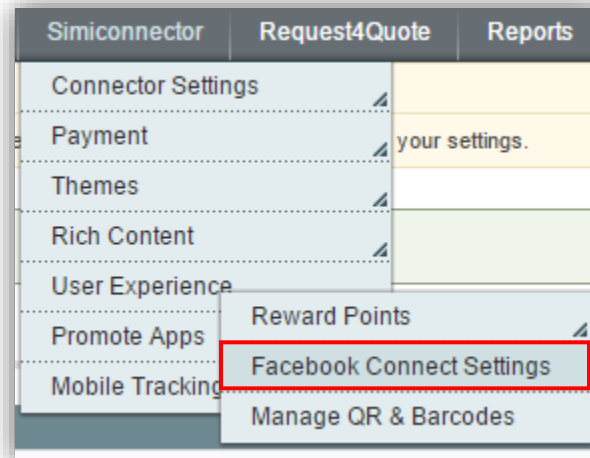 Simiconnector Request4Quote Reports
Connector Settings
Payment
your settings.
Themes
Rich Content
User Experience
Reward Points
Promote Apps
Facebook Connect Settings
Mobile Tracking
Manage QR & Barcodes